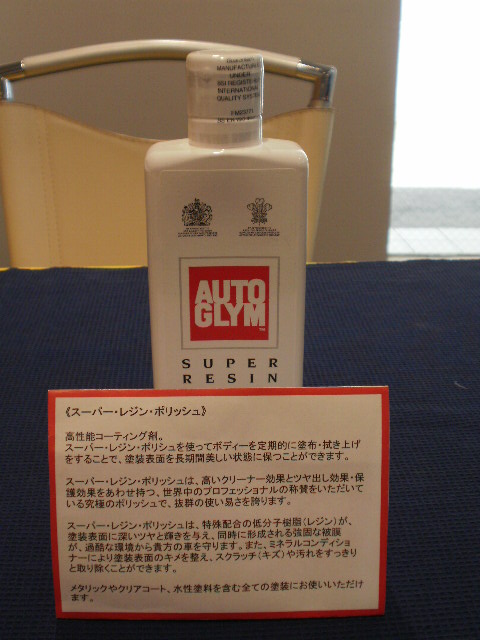 MANUFACTURED
UNDER
BSI REGISTERED
INTERNATIONAL
QUALITY SYSTEM
AUTO
GLYM
SUPER
RESIN
《スーパー・レジン・ポリッシュ》
高性能コーティング剤。
スーパー・レジン・ポリシュを使ってボディーを定期的に塗布・拭き上げ
をすることで、塗装表面を長期間美しい状態に保つことができます。
スーパー・レジン・ポリッシュは、高いクリーナー効果とツヤ出し効果・保
護効果をあわせ持つ、世界中のプロフェッショナルの称賛をいただいて
いる究極のポリッシュで、抜群の使い易さを誇ります。
スーパー・レジン・ポリッシュは、特殊配合の低分子樹脂(レジン)が、
塗装面に深いツヤと輝きを与え、同時に形成される強固な被膜
が、過酷な環境から貴方の車を守ります。また、ミネラルコンディショ
ナーにより塗装表面のキメを整え、スクラッチ(キズ)や汚れをすっきり
と取り除くことができます。
メタリックやクリアコート、水性塗料を含む全ての塗装にお使いいただけ
ます。